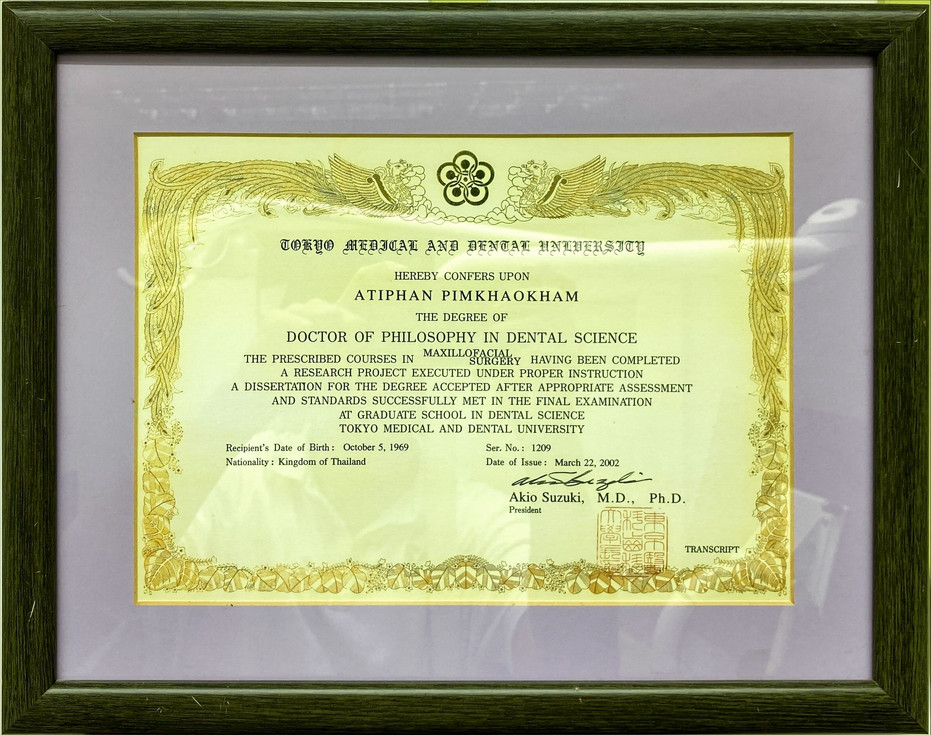 TOKYO MEDICAL AND DENTAL UNIVERSITY
HEREBY CONFERS UPON
ATIPHAN PIMKHAOKHAM
THE DEGREE OF
DOCTOR OF PHILOSOPHY IN DENTAL SCIENCE
THE PRESCRIBED COURSES IN MAXILLOFACIAL SURGERY HAVING BEEN COMPLETED
A RESEARCH PROJECT EXECUTED UNDER PROPER INSTRUCTION
A DISSERTATION FOR THE DEGREE ACCEPTED AFTER APPROPRIATE ASSESSMENT
AND STANDARDS SUCCESSFULLY MET IN THE FINAL EXAMINATION
AT GRADUATE SCHOOL IN DENTAL SCIENCE
TOKYO MEDICAL AND DENTAL UNIVERSITY
Recipient's Date of Birth : October 5, 1969 Ser. No. : 1209
Nationality : Kingdom of Thailand Date of Issue : March 22, 2002
Akio Suzuki, M.D., Ph.D.
President
TRANSCRIPT